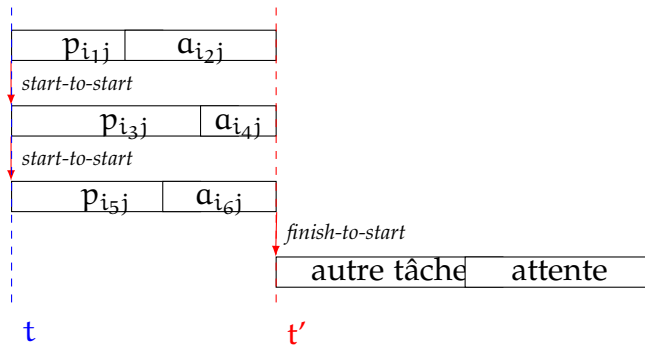 p_{i_1j} a_{i_2j}
start-to-start
p_{i_3j} a_{i_4j}
start-to-start
p_{i_5j} a_{i_6j}
finish-to-start
autre tâche attente
t t'